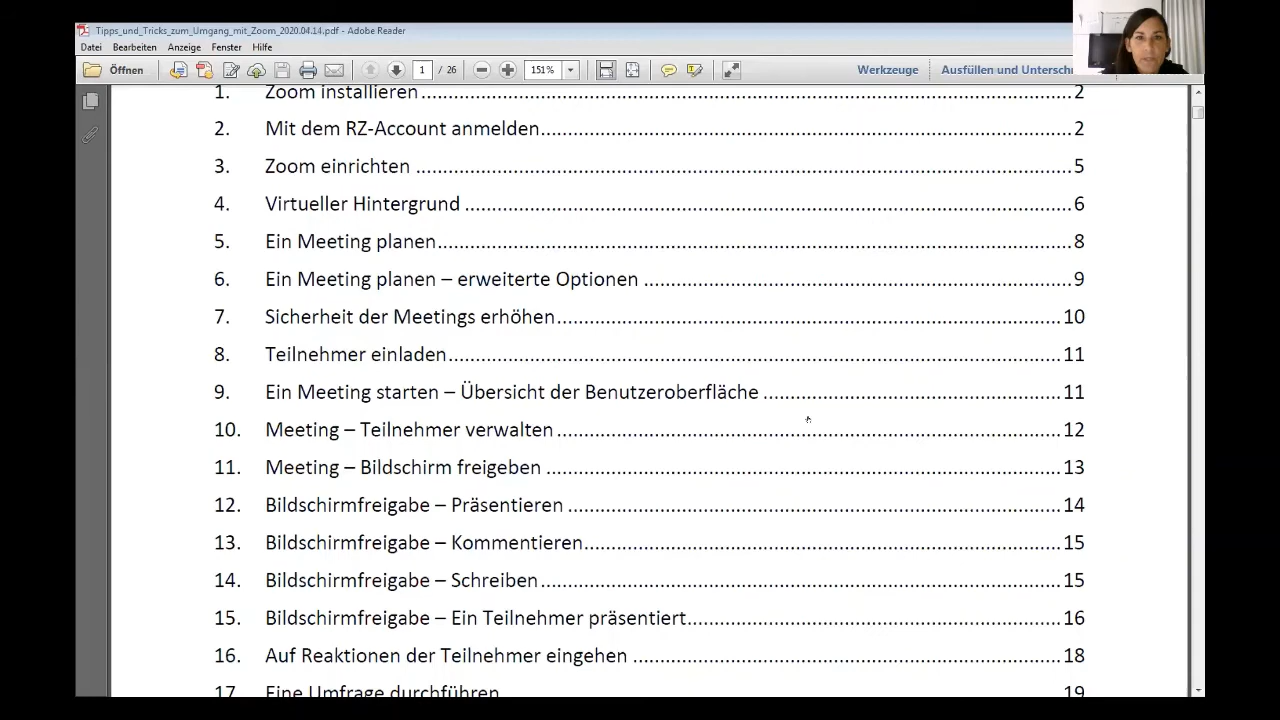 Tipps_und_Tricks_zum_Umgang_mit_Zoom_2020.04.14.pdf - Adobe Reader
Datei Bearbeiten Anzeige Fenster Hilfe
Öffnen 1 / 26 151% Werkzeuge Ausfüllen und Untersch
1. Zoom installieren 2
2. Mit dem RZ-Account anmelden 2
3. Zoom einrichten 5
4. Virtueller Hintergrund 6
5. Ein Meeting planen 8
6. Ein Meeting planen – erweiterte Optionen 9
7. Sicherheit der Meetings erhöhen 10
8. Teilnehmer einladen 11
9. Ein Meeting starten – Übersicht der Benutzeroberfläche 11
10. Meeting – Teilnehmer verwalten 12
11. Meeting – Bildschirm freigeben 13
12. Bildschirmfreigabe – Präsentieren 14
13. Bildschirmfreigabe – Kommentieren 15
14. Bildschirmfreigabe – Schreiben 15
15. Bildschirmfreigabe – Ein Teilnehmer präsentiert 16
16. Auf Reaktionen der Teilnehmer eingehen 18
17. Eine Umfrage durchführen 19